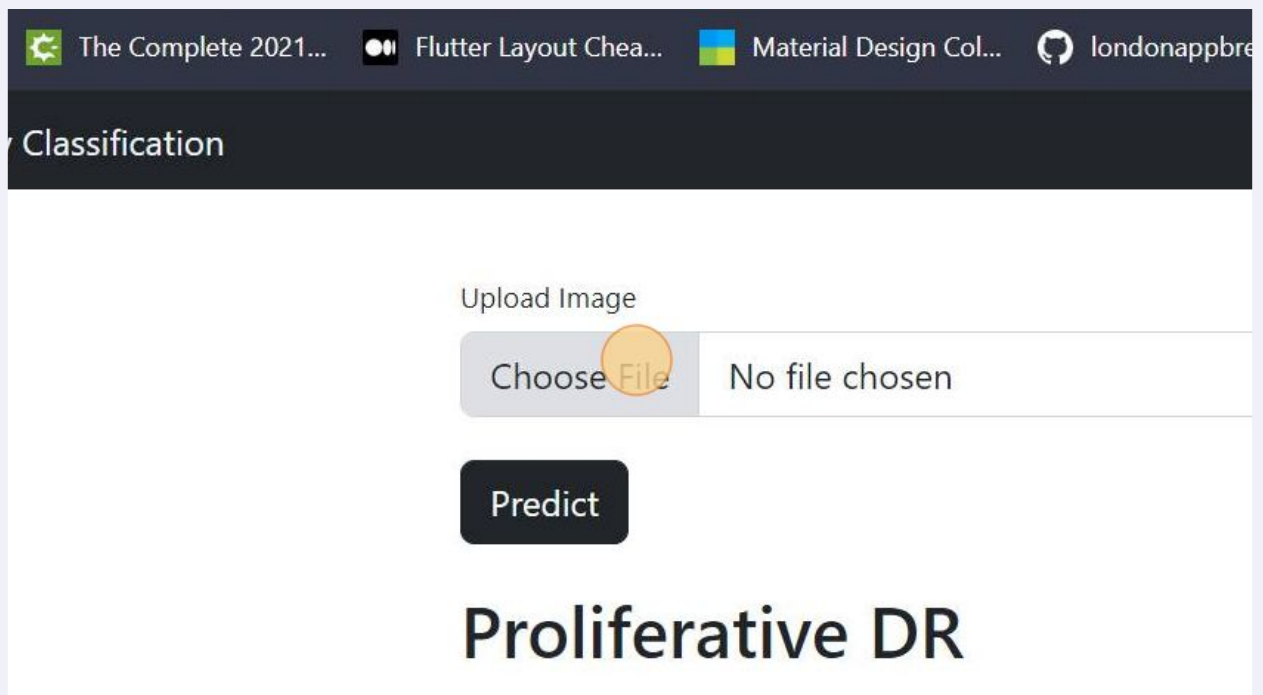 The Complete 2021... Flutter Layout Chea... Material Design Col... londonappbre
y Classification
Upload Image
Choose File No file chosen
Predict
Proliferative DR